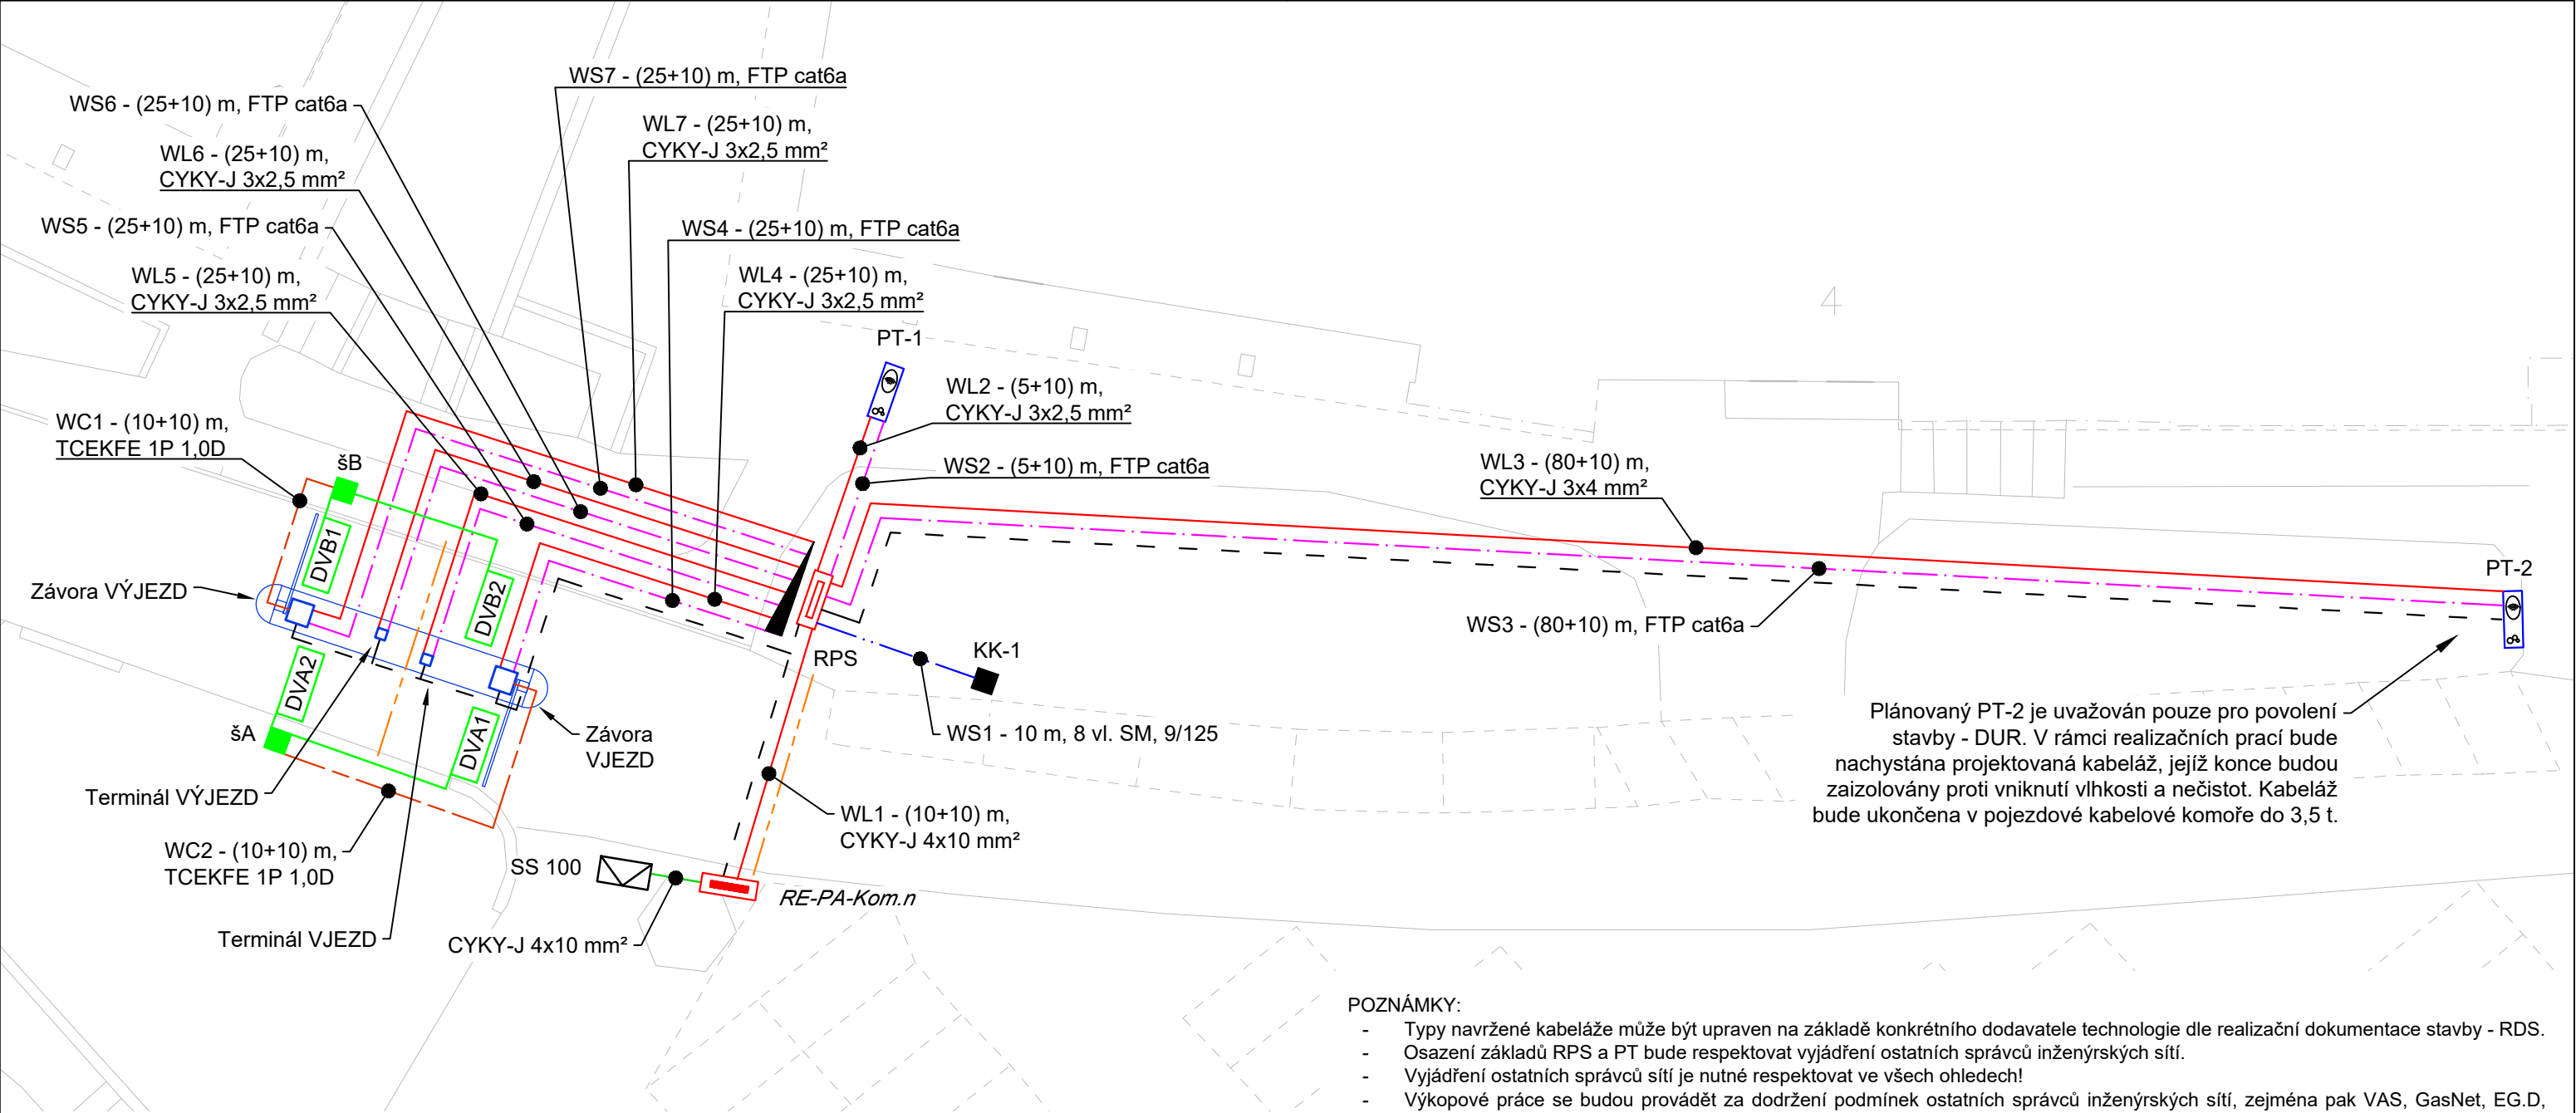 WS7 - (25+10) m, FTP cat6a
WS6 - (25+10) m, FTP cat6a
WL7 - (25+10) m,
CYKY-J 3x2,5 mm²
WL6 - (25+10) m,
CYKY-J 3x2,5 mm²
WS5 - (25+10) m, FTP cat6a
WS4 - (25+10) m, FTP cat6a
WL5 - (25+10) m,
CYKY-J 3x2,5 mm²
WL4 - (25+10) m,
CYKY-J 3x2,5 mm²
4
PT-1
WL2 - (5+10) m,
CYKY-J 3x2,5 mm²
WC1 - (10+10) m,
TCEKFE 1P 1,0D
šB
WS2 - (5+10) m, FTP cat6a
WL3 - (80+10) m,
CYKY-J 3x4 mm²
DVB1
DVB2
PT-2
Závora VÝJEZD
WS3 - (80+10) m, FTP cat6a
RPS
KK-1
DVA2
DVA1
šA
Závora
VJEZD
WS1 - 10 m, 8 vl. SM, 9/125
Plánovaný PT-2 je uvažován pouze pro povolení
stavby - DUR. V rámci realizačních prací bude
nachystána projektovaná kabeláž, jejíž konce budou
zaizolovány proti vniknutí vlhkosti a nečistot. Kabeláž
bude ukončena v pojezdové kabelové komoře do 3,5 t.
Terminál VÝJEZD
WL1 - (10+10) m,
CYKY-J 4x10 mm²
WC2 - (10+10) m,
TCEKFE 1P 1,0D
SS 100
RE-PA-Kom.n
Terminál VJEZD
CYKY-J 4x10 mm²
POZNÁMKY:
- Typy navržené kabeláže může být upraven na základě konkrétního dodavatele technologie dle realizační dokumentace stavby - RDS.
- Osazení základů RPS a PT bude respektovat vyjádření ostatních správců inženýrských sítí.
- Vyjádření ostatních správců sítí je nutné respektovat ve všech ohledech!
- Výkopové práce se budou provádět za dodržení podmínek ostatních správců inženýrských sítí, zejména pak VAS, GasNet, EG.D,